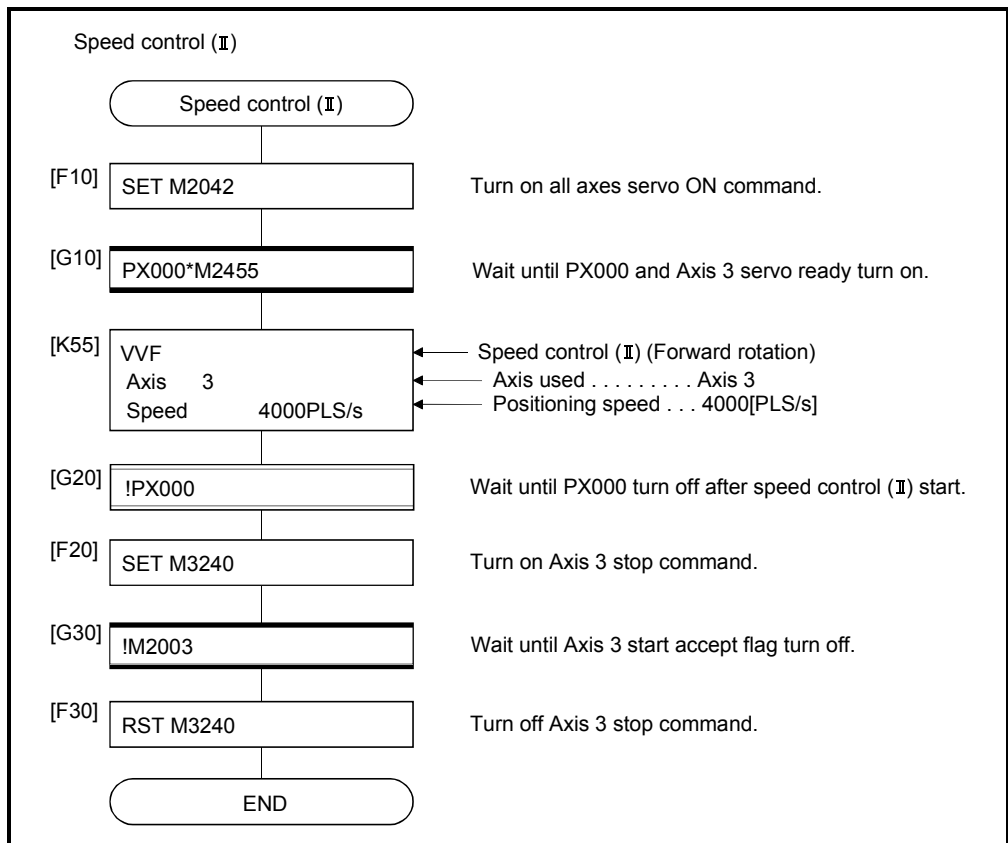 Speed control (Ⅱ)
Speed control (Ⅱ)
[F10] SET M2042 Turn on all axes servo ON command.
[G10] PX000*M2455 Wait until PX000 and Axis 3 servo ready turn on.
[K55] VVF Speed control (Ⅱ) (Forward rotation)
Axis 3 Axis used . . . . . . . . . Axis 3
Speed 4000PLS/s Positioning speed . . . 4000[PLS/s]
[G20] !PX000 Wait until PX000 turn off after speed control (Ⅱ) start.
[F20] SET M3240 Turn on Axis 3 stop command.
[G30] !M2003 Wait until Axis 3 start accept flag turn off.
[F30] RST M3240 Turn off Axis 3 stop command.
END